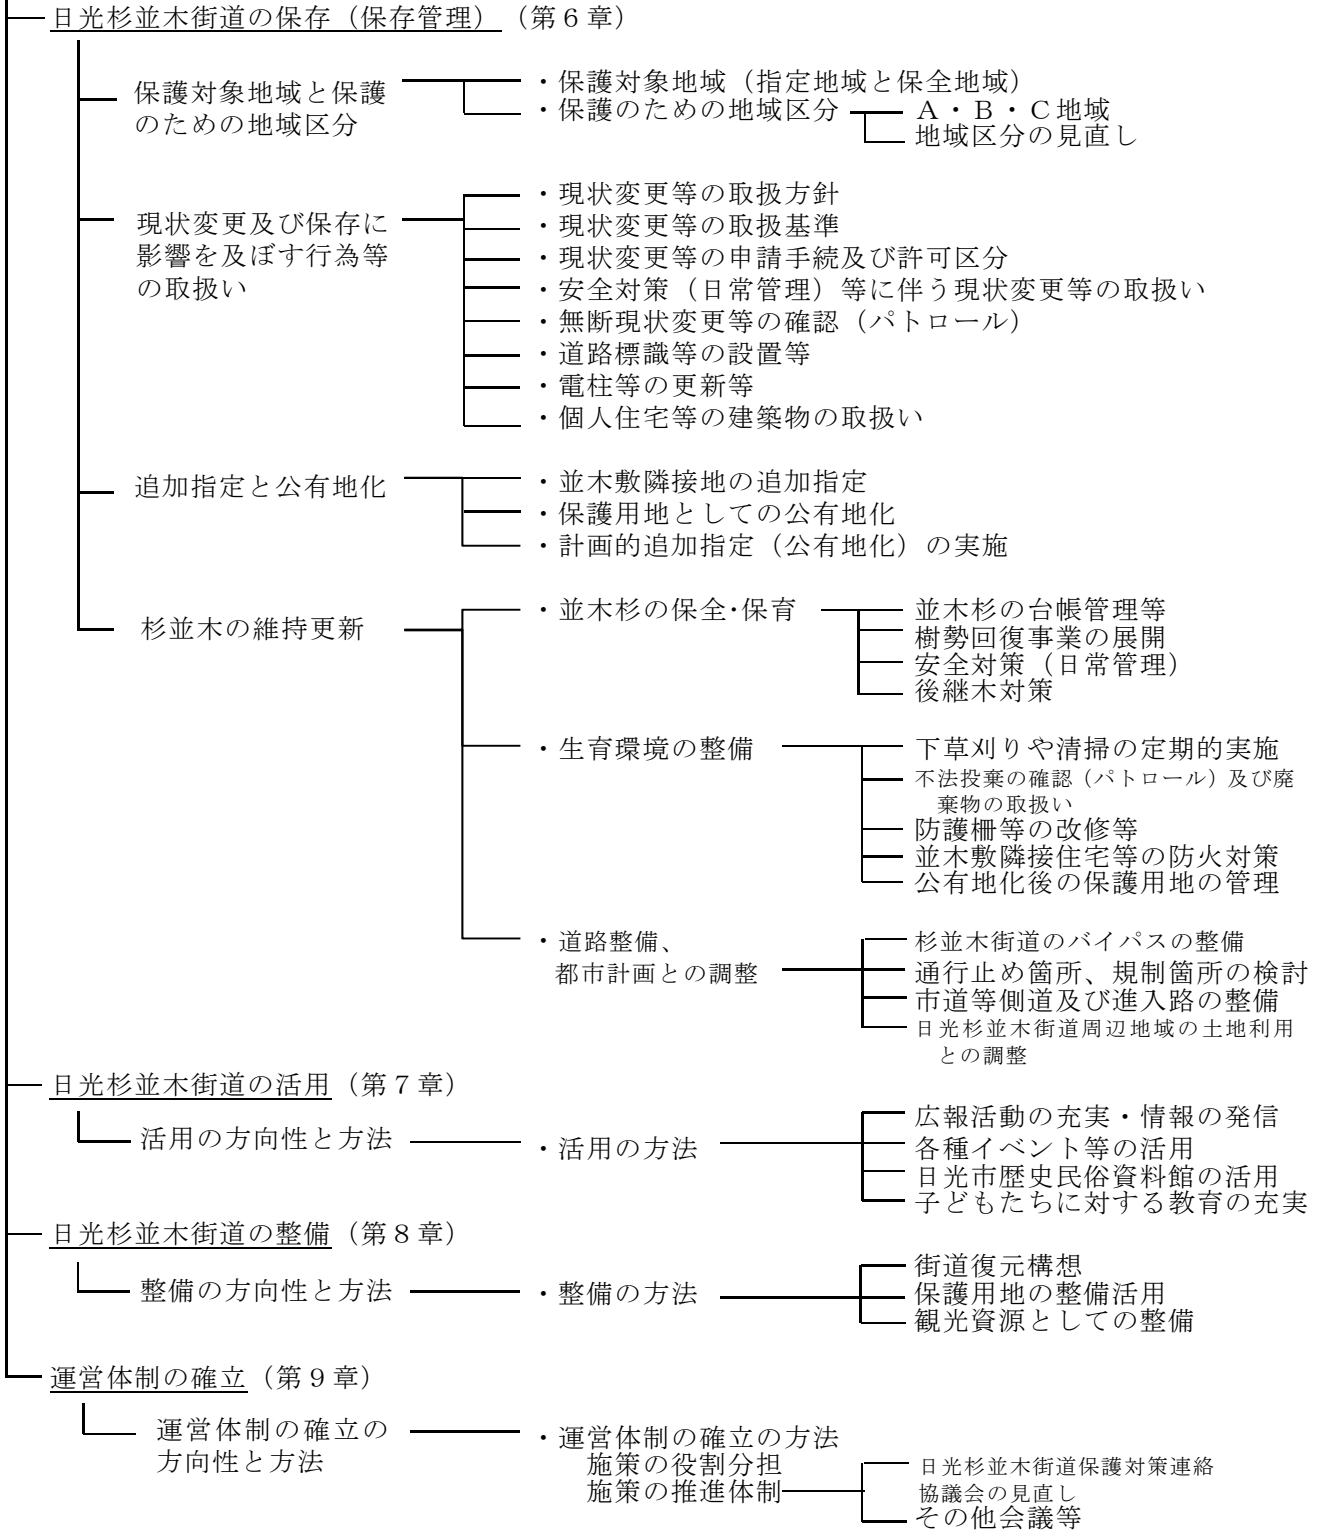 日光杉並木街道の保存（保存管理）（第６章）
保護対象地域と保護
のための地域区分
・保護対象地域（指定地域と保全地域）
・保護のための地域区分
Ａ・Ｂ・Ｃ地域
地域区分の見直し
現状変更及び保存に
影響を及ぼす行為等
の取扱い
・現状変更等の取扱方針
・現状変更等の取扱基準
・現状変更等の申請手続及び許可区分
・安全対策（日常管理）等に伴う現状変更等の取扱い
・無断現状変更等の確認（パトロール）
・道路標識等の設置等
・電柱等の更新等
・個人住宅等の建築物の取扱い
追加指定と公有地化
・並木敷隣接地の追加指定
・保護用地としての公有地化
・計画的追加指定（公有地化）の実施
杉並木の維持更新
・並木杉の保全・保育
並木杉の台帳管理等
樹勢回復事業の展開
安全対策（日常管理）
後継木対策
・生育環境の整備
下草刈りや清掃の定期的実施
不法投棄の確認（パトロール）及び廃
棄物の取扱い
防護柵等の改修等
並木敷隣接住宅等の防火対策
公有地化後の保護用地の管理
・道路整備、
都市計画との調整
杉並木街道のバイパスの整備
通行止め箇所、規制箇所の検討
市道等側道及び進入路の整備
日光杉並木街道周辺地域の土地利用
との調整
日光杉並木街道の活用（第７章）
活用の方向性と方法
・活用の方法
広報活動の充実・情報の発信
各種イベント等の活用
日光市歴史民俗資料館の活用
子どもたちに対する教育の充実
日光杉並木街道の整備（第８章）
整備の方向性と方法
・整備の方法
街道復元構想
保護用地の整備活用
観光資源としての整備
運営体制の確立（第９章）
運営体制の確立の
方向性と方法
・運営体制の確立の方法
施策の役割分担
施策の推進体制
日光杉並木街道保護対策連絡
協議会の見直し
その他会議等